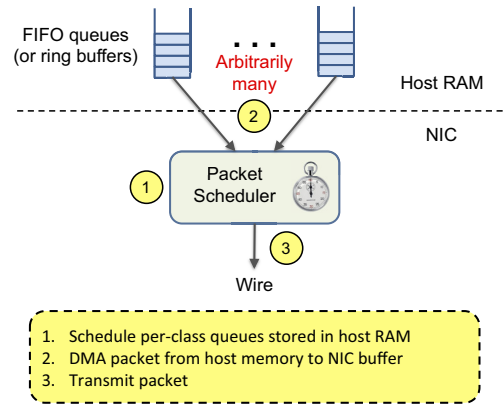 FIFO queues
(or ring buffers)
. . .
Arbitrarily
many
Host RAM
2
NIC
1
Packet
Scheduler
3
Wire
1. Schedule per-class queues stored in host RAM
2. DMA packet from host memory to NIC buffer
3. Transmit packet